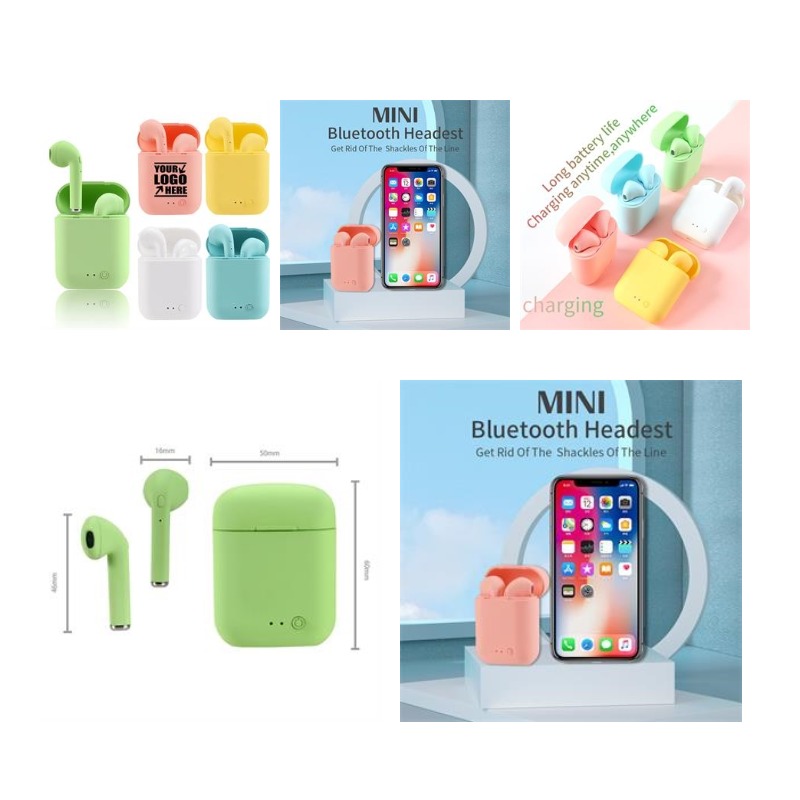 YOUR
LOGO
HERE
MINI
Bluetooth Headest
Get Rid Of The Shackles Of The Line
Long battery life
Charging anytime,anywhere
charging
16mm
50mm
46mm
60mm
MINI
Bluetooth Headest
Get Rid Of The Shackles Of The Line